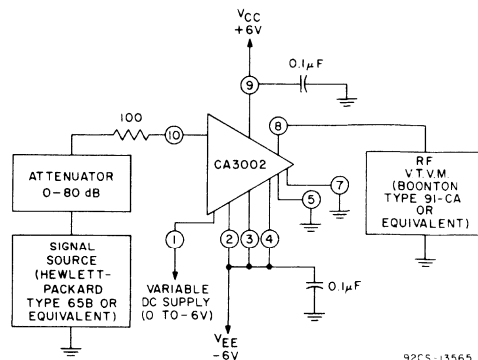 VCC
+6V
0.1µF
9
100
10
8
CA3002
ATTENUATOR
0-80 dB
7
5
RF
V.T.V.M.
(BOONTON
TYPE 91-CA
OR
EQUIVALENT)
1
2
3
4
SIGNAL
SOURCE
(HEWLETT-
PACKARD
TYPE 65B OR
EQUIVALENT)
VARIABLE
DC SUPPLY
(0 TO-6V)
0.1µF
VEE
-6V
92CS-13565